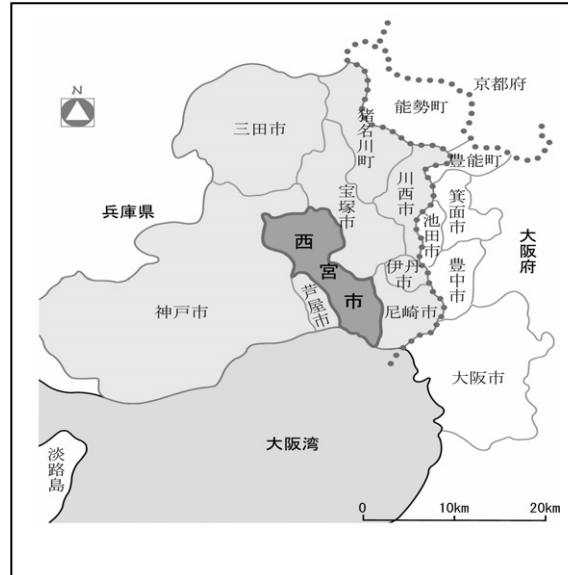 N
京都府
能勢町
猪名川町
三田市
豊能町
川西市
箕面市
兵庫県
宝塚市
池田市
大阪府
西宮市
伊丹市
豊中市
芦屋市
神戸市
尼崎市
大阪市
大阪湾
淡路島
0 10km 20km